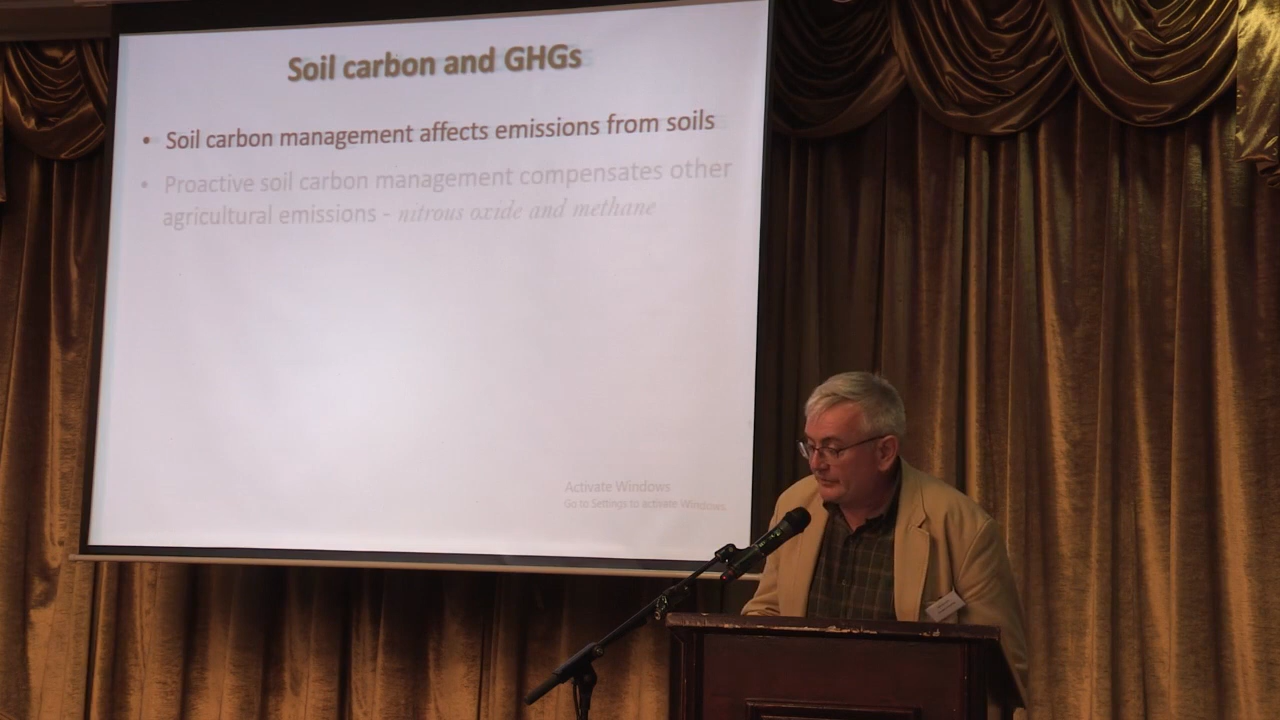 Soil carbon and GHGs
• Soil carbon management affects emissions from soils
• Proactive soil carbon management compensates other
agricultural emissions - nitrous oxide and methane
Activate Windows
Go to Settings to activate Windows.